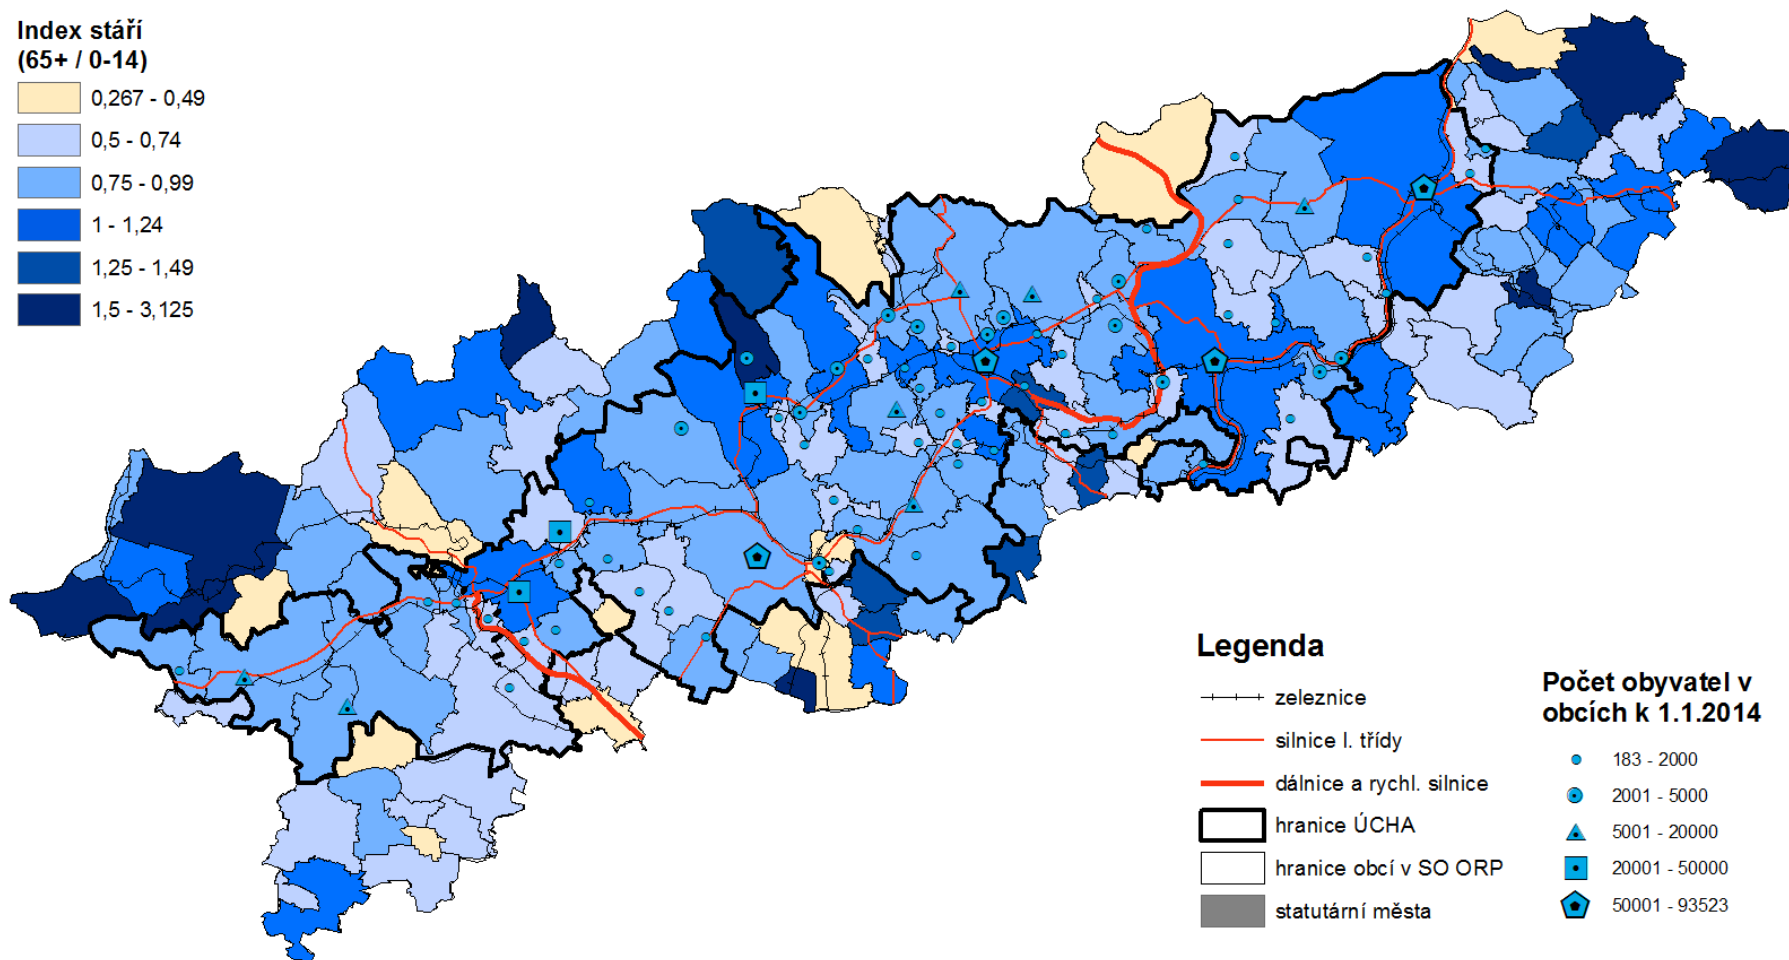 Index stáří
(65+ / 0-14)
0,267 - 0,49
0,5 - 0,74
0,75 - 0,99
1 - 1,24
1,25 - 1,49
1,5 - 3,125
Legenda
zeleznice
silnice I. třídy
dálnice a rychl. silnice
hranice ÚCHA
hranice obcí v SO ORP
statutární města
Počet obyvatel v
obcích k 1.1.2014
183 - 2000
2001 - 5000
5001 - 20000
20001 - 50000
50001 - 93523